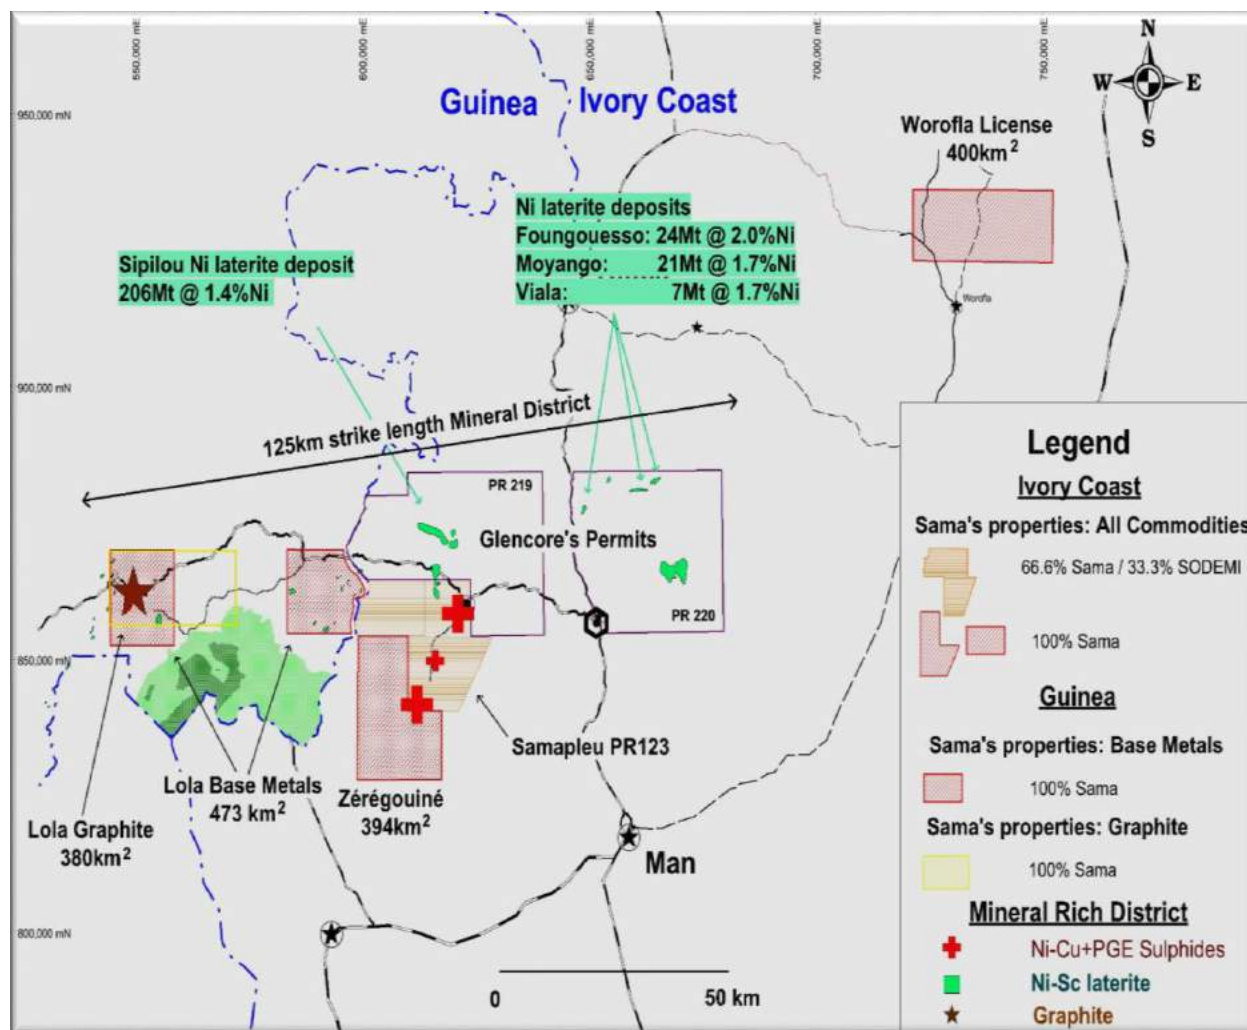 550,000 mE
600,000 mE
650,000 mE
700,000 mE
750,000 mE
N
W E
S
Guinea
Ivory Coast
950,000 mN
Worofla License
400km²
Ni laterite deposits
Foungouesso: 24Mt @ 2.0%Ni
Moyango: 21Mt @ 1.7%Ni
Viala: 7Mt @ 1.7%Ni
Sipilou Ni laterite deposit
206Mt @ 1.4%Ni
Worofla
900,000 mN
125km strike length Mineral District
PR 219
Glencore's Permits
PR 220
850,000 mN
Samapleu PR123
Lola Base Metals
473 km²
Zérégouiné
394km²
Lola Graphite
380km²
Man
800,000 mN
0 50 km
Legend
Ivory Coast
Sama's properties: All Commodities
66.6% Sama / 33.3% SODEMI
100% Sama
Guinea
Sama's properties: Base Metals
100% Sama
Sama's properties: Graphite
100% Sama
Mineral Rich District
Ni-Cu+PGE Sulphides
Ni-Sc laterite
Graphite